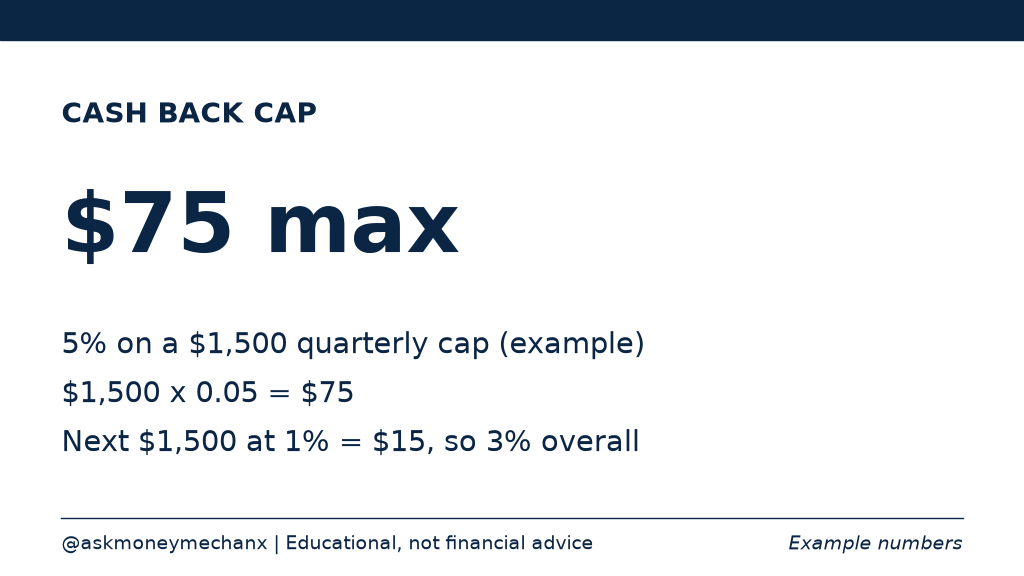 CASH BACK CAP
$75 max
5% on a $1,500 quarterly cap (example)
$1,500 x 0.05 = $75
Next $1,500 at 1% = $15, so 3% overall
@askmoneymechanx | Educational, not financial advice
Example numbers